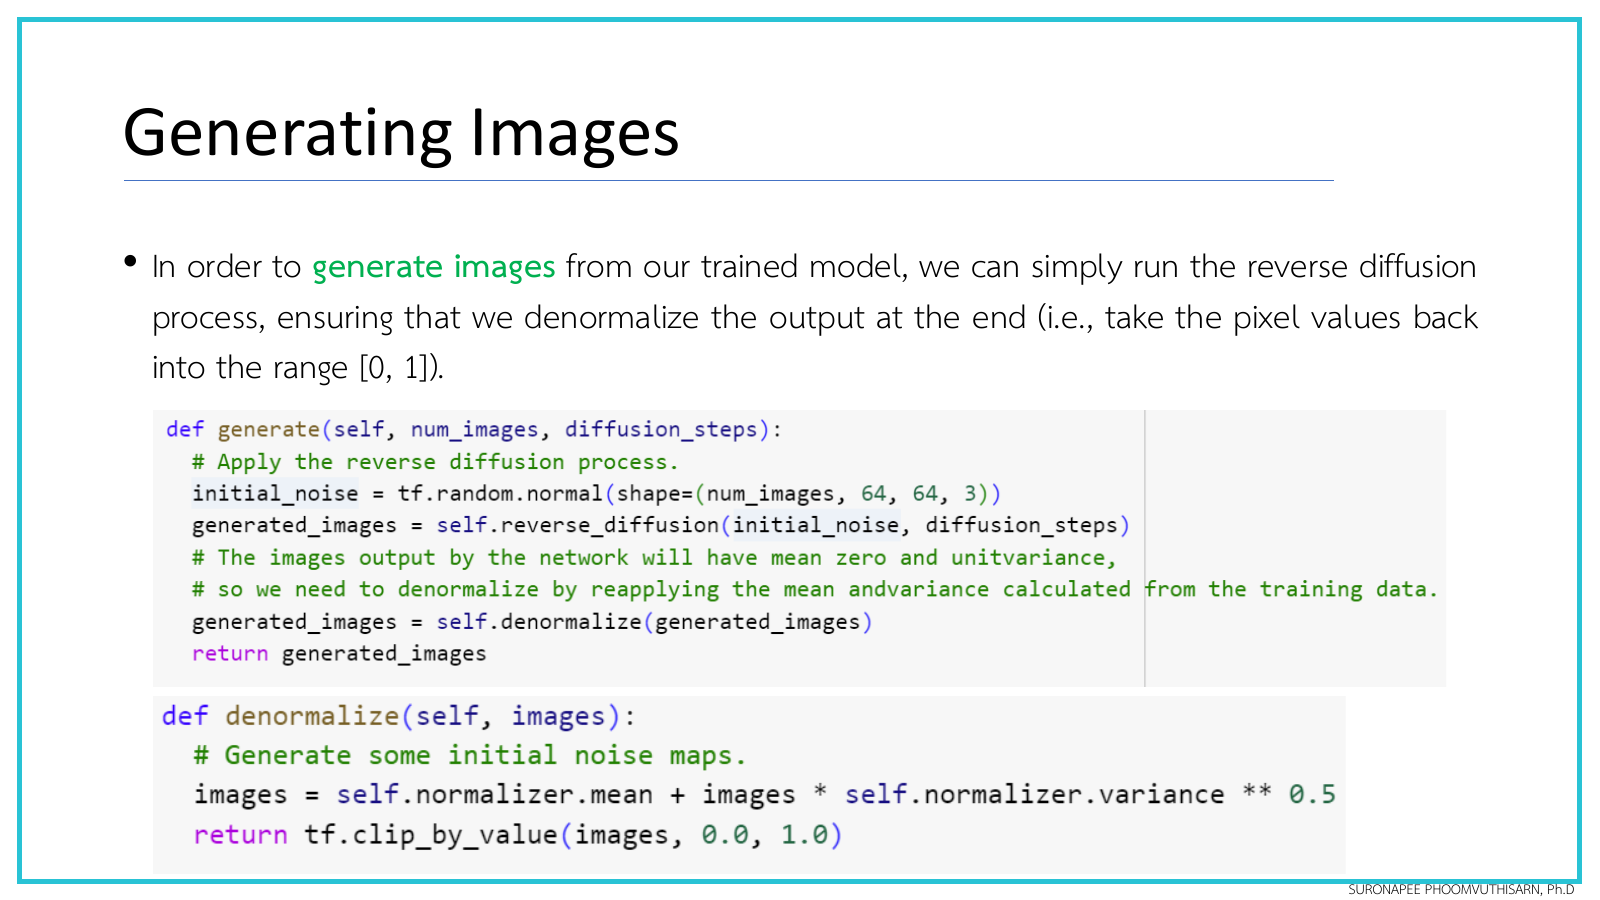 Generating Images
• In order to generate images from our trained model, we can simply run the reverse diffusion
process, ensuring that we denormalize the output at the end (i.e., take the pixel values back
into the range [0, 1]).
def generate(self, num_images, diffusion_steps):
# Apply the reverse diffusion process.
initial_noise = tf.random.normal(shape=(num_images, 64, 64, 3))
generated_images = self.reverse_diffusion(initial_noise, diffusion_steps)
# The images output by the network will have mean zero and unitvariance,
# so we need to denormalize by reapplying the mean andvariance calculated from the training data.
generated_images = self.denormalize(generated_images)
return generated_images
def denormalize(self, images):
# Generate some initial noise maps.
images = self.normalizer.mean + images * self.normalizer.variance ** 0.5
return tf.clip_by_value(images, 0.0, 1.0)
SURONAPEE PHOOMVUTHISARN, Ph.D